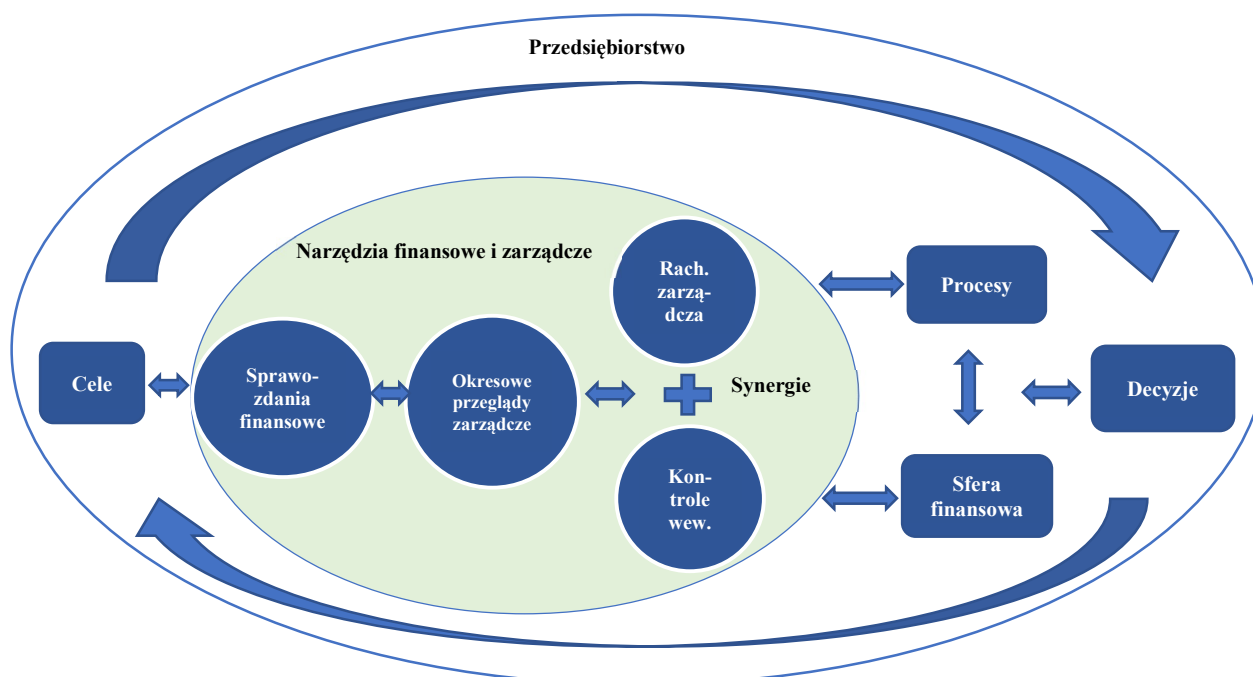 Przedsiębiorstwo
Narzędzia finansowe i zarządcze
Rach.
zarzą-
dcza
Procesy
Cele
Sprawo-
zdania
finansowe
Okresowe
przeglądy
zarządcze
Synergie
Decyzje
Kon-
trole
wew.
Sfera
finansowa